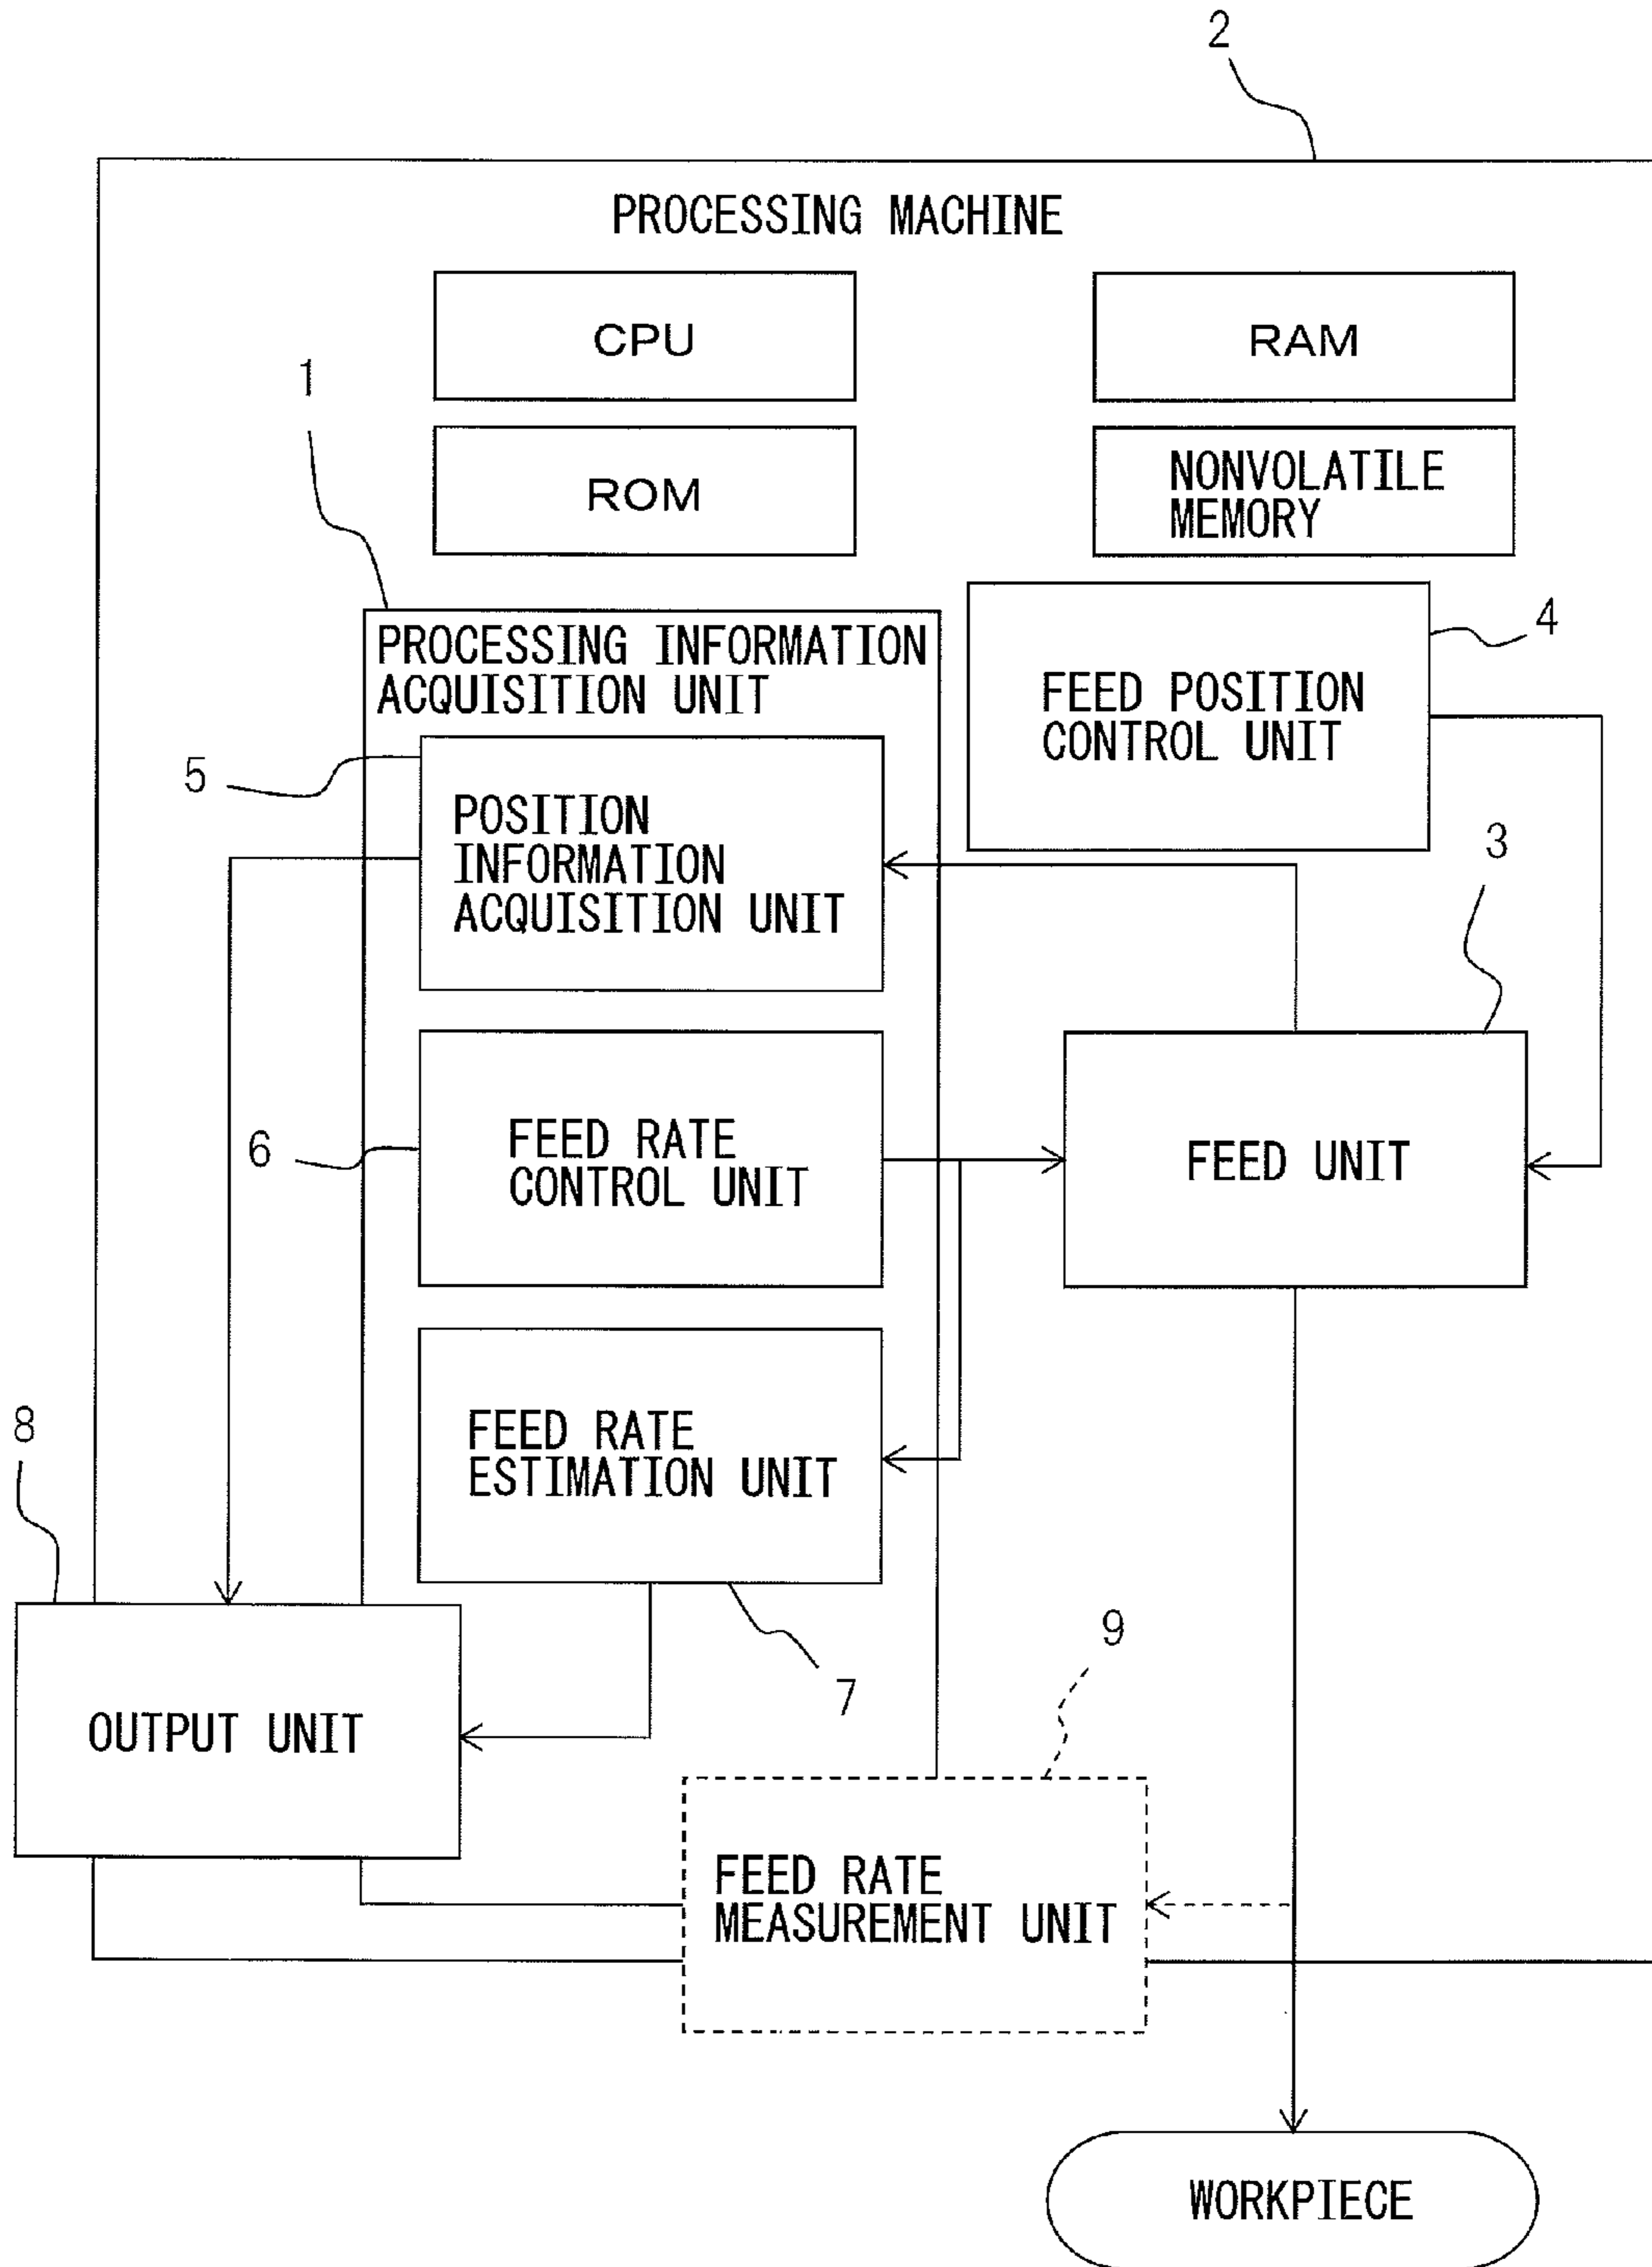 2
PROCESSING MACHINE
CPU
RAM
1
ROM
NONVOLATILE
MEMORY
PROCESSING INFORMATION
ACQUISITION UNIT
4
FEED POSITION
CONTROL UNIT
5
POSITION
INFORMATION
ACQUISITION UNIT
3
6
FEED RATE
CONTROL UNIT
FEED UNIT
8
FEED RATE
ESTIMATION UNIT
9
7
OUTPUT UNIT
FEED RATE
MEASUREMENT UNIT
WORKPIECE